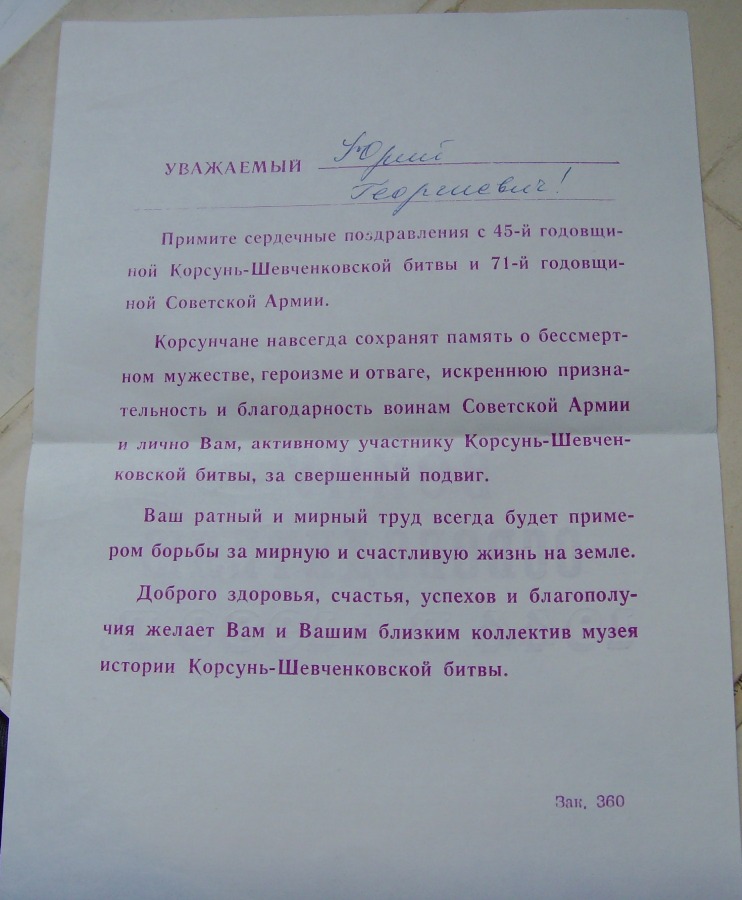 УВАЖАЕМЫЙ Юрий
Георгиевич!
Примите сердечные поздравления с 45-й годовщи-
ной Корсунь-Шевченковской битвы и 71-й годовщи-
ной Советской Армии.
Корсунчане навсегда сохранят память о бессмерт-
ном мужестве, героизме и отваге, искреннюю призна-
тельность и благодарность воинам Советской Армии
и лично Вам, активному участнику Корсунь-Шевчен-
ковской битвы, за свершенный подвиг.
Ваш ратный и мирный труд всегда будет приме-
ром борьбы за мирную и счастливую жизнь на земле.
Доброго здоровья, счастья, успехов и благополу-
чия желает Вам и Вашим близким коллектив музея
истории Корсунь-Шевченковской битвы.
Зак. 360